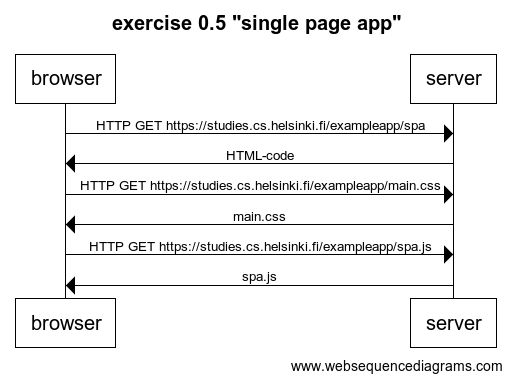 exercise 0.5 "single page app"
browser server
HTTP GET https://studies.cs.helsinki.fi/exampleapp/spa
HTML-code
HTTP GET https://studies.cs.helsinki.fi/exampleapp/main.css
main.css
HTTP GET https://studies.cs.helsinki.fi/exampleapp/spa.js
spa.js
browser server
www.websequencediagrams.com